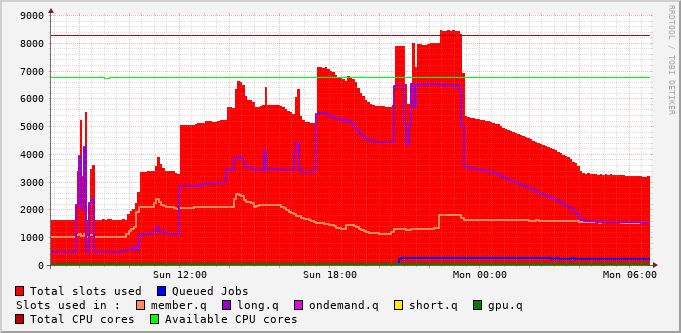 9000
8000
7000
6000
5000
4000
3000
2000
1000
0
Sun 12:00 Sun 18:00 Mon 00:00 Mon 06:00
RRDTOOL / TOBI OETIKER
Total slots used Queued Jobs
Slots used in : member.q long.q ondemand.q short.q gpu.q
Total CPU cores Available CPU cores